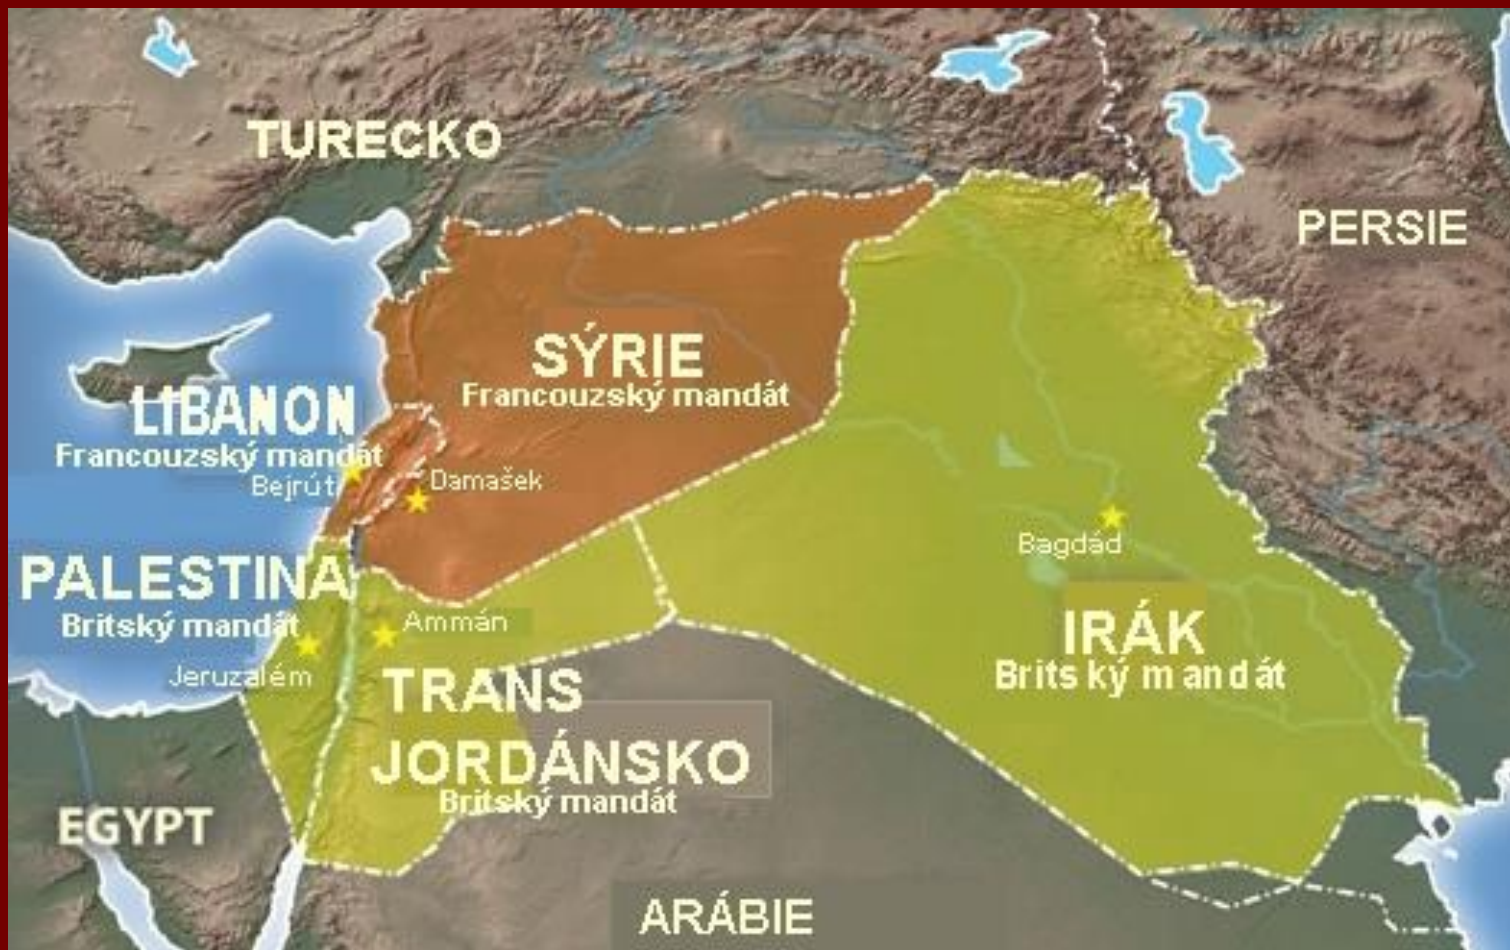 TURECKO
PERSIE
SÝRIE
Francouzský mandát
LIBANON
Francouzský mandát
Bejrút
Damašek
Bagdád
PALESTINA
Britský mandát
Jeruzalém
Ammán
IRÁK
Britský mandát
TRANS
JORDÁNSKO
Britský mandát
EGYPT
ARÁBIE